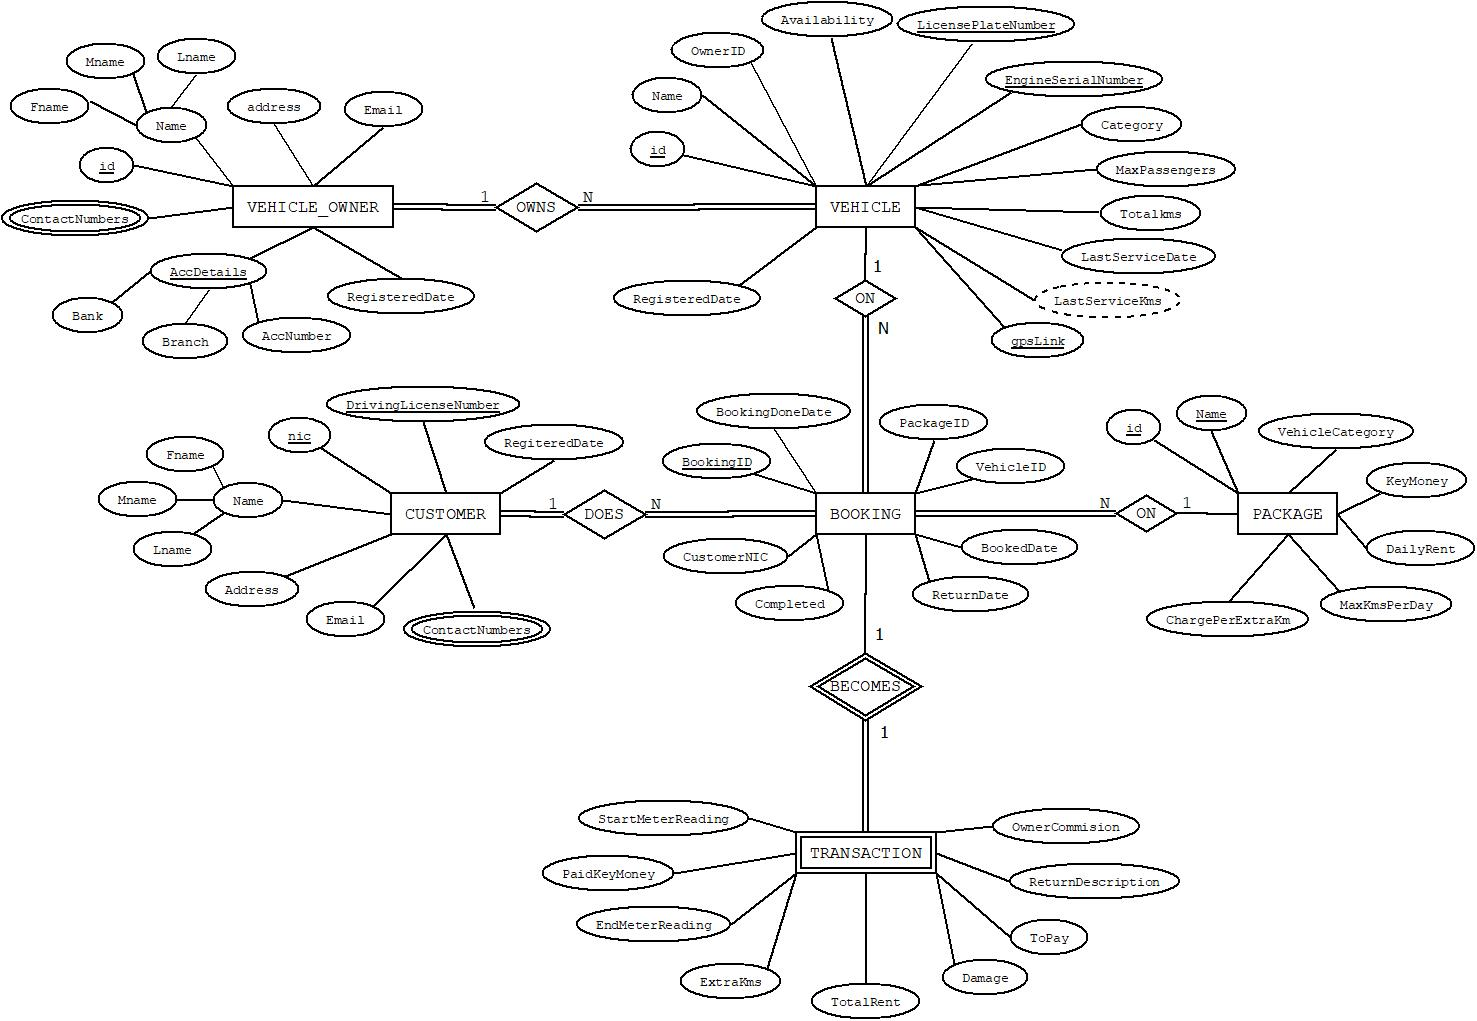 Availability
LicensePlateNumber
Lname
OwnerID
Mname
EngineSerialNumber
Name
Fname
address
Email
Name
Category
id
id
MaxPassengers
1
N
VEHICLE_OWNER
OWNS
VEHICLE
Totalkms
ContactNumbers
LastServiceDate
1
AccDetails
RegisteredDate
RegisteredDate
ON
LastServiceKms
Bank
N
Branch
AccNumber
gpsLink
DrivingLicenseNumber
BookingDoneDate
PackageID
Name
id
VehicleCategory
nic
RegiteredDate
Fname
BookingID
VehicleID
KeyMoney
Mname
Name
1
N
N
1
CUSTOMER
DOES
BOOKING
ON
PACKAGE
Lname
CustomerNIC
BookedDate
DailyRent
Address
Completed
ReturnDate
MaxKmsPerDay
Email
ContactNumbers
ChargePerExtraKm
1
BECOMES
1
StartMeterReading
OwnerCommision
TRANSACTION
PaidKeyMoney
ReturnDescription
EndMeterReading
ToPay
ExtraKms
Damage
TotalRent